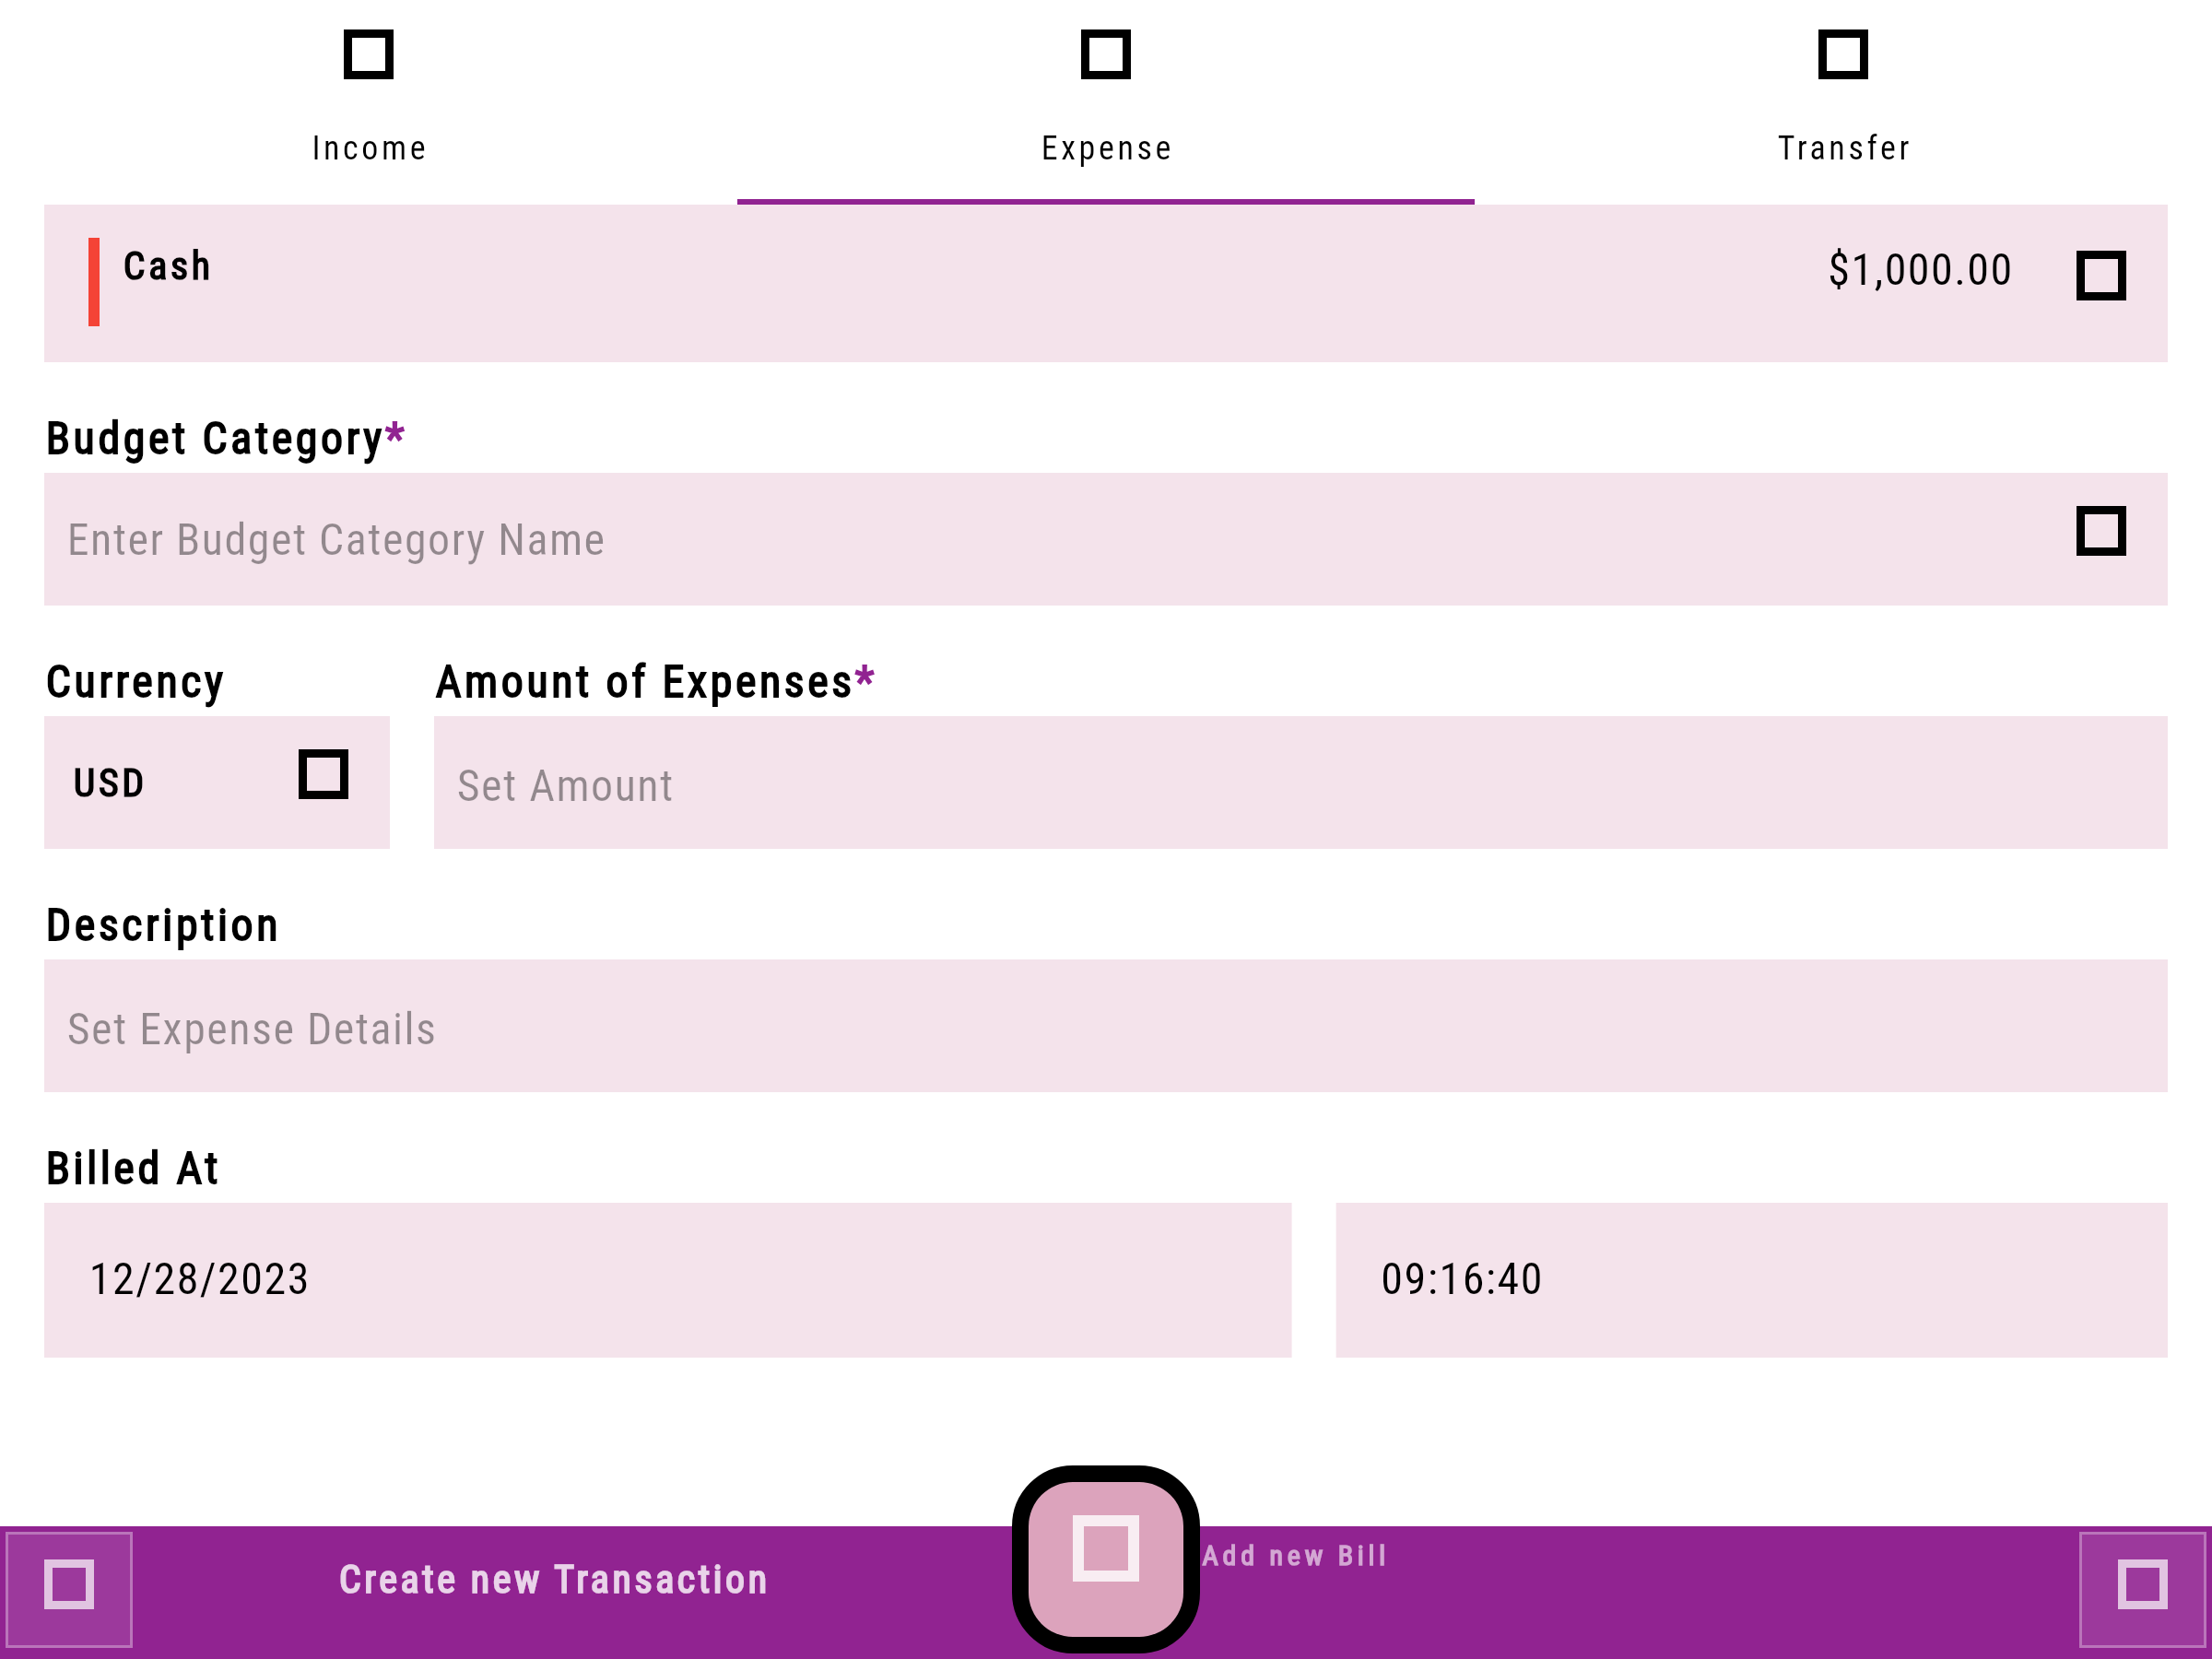 Income
Expense
Transfer
Cash
$1,000.00
Budget Category*
Enter Budget Category Name
Currency
Amount of Expenses*
USD
Set Amount
Description
Set Expense Details
Billed At
12/28/2023
09:16:40
Create new Transaction
Add new Bill